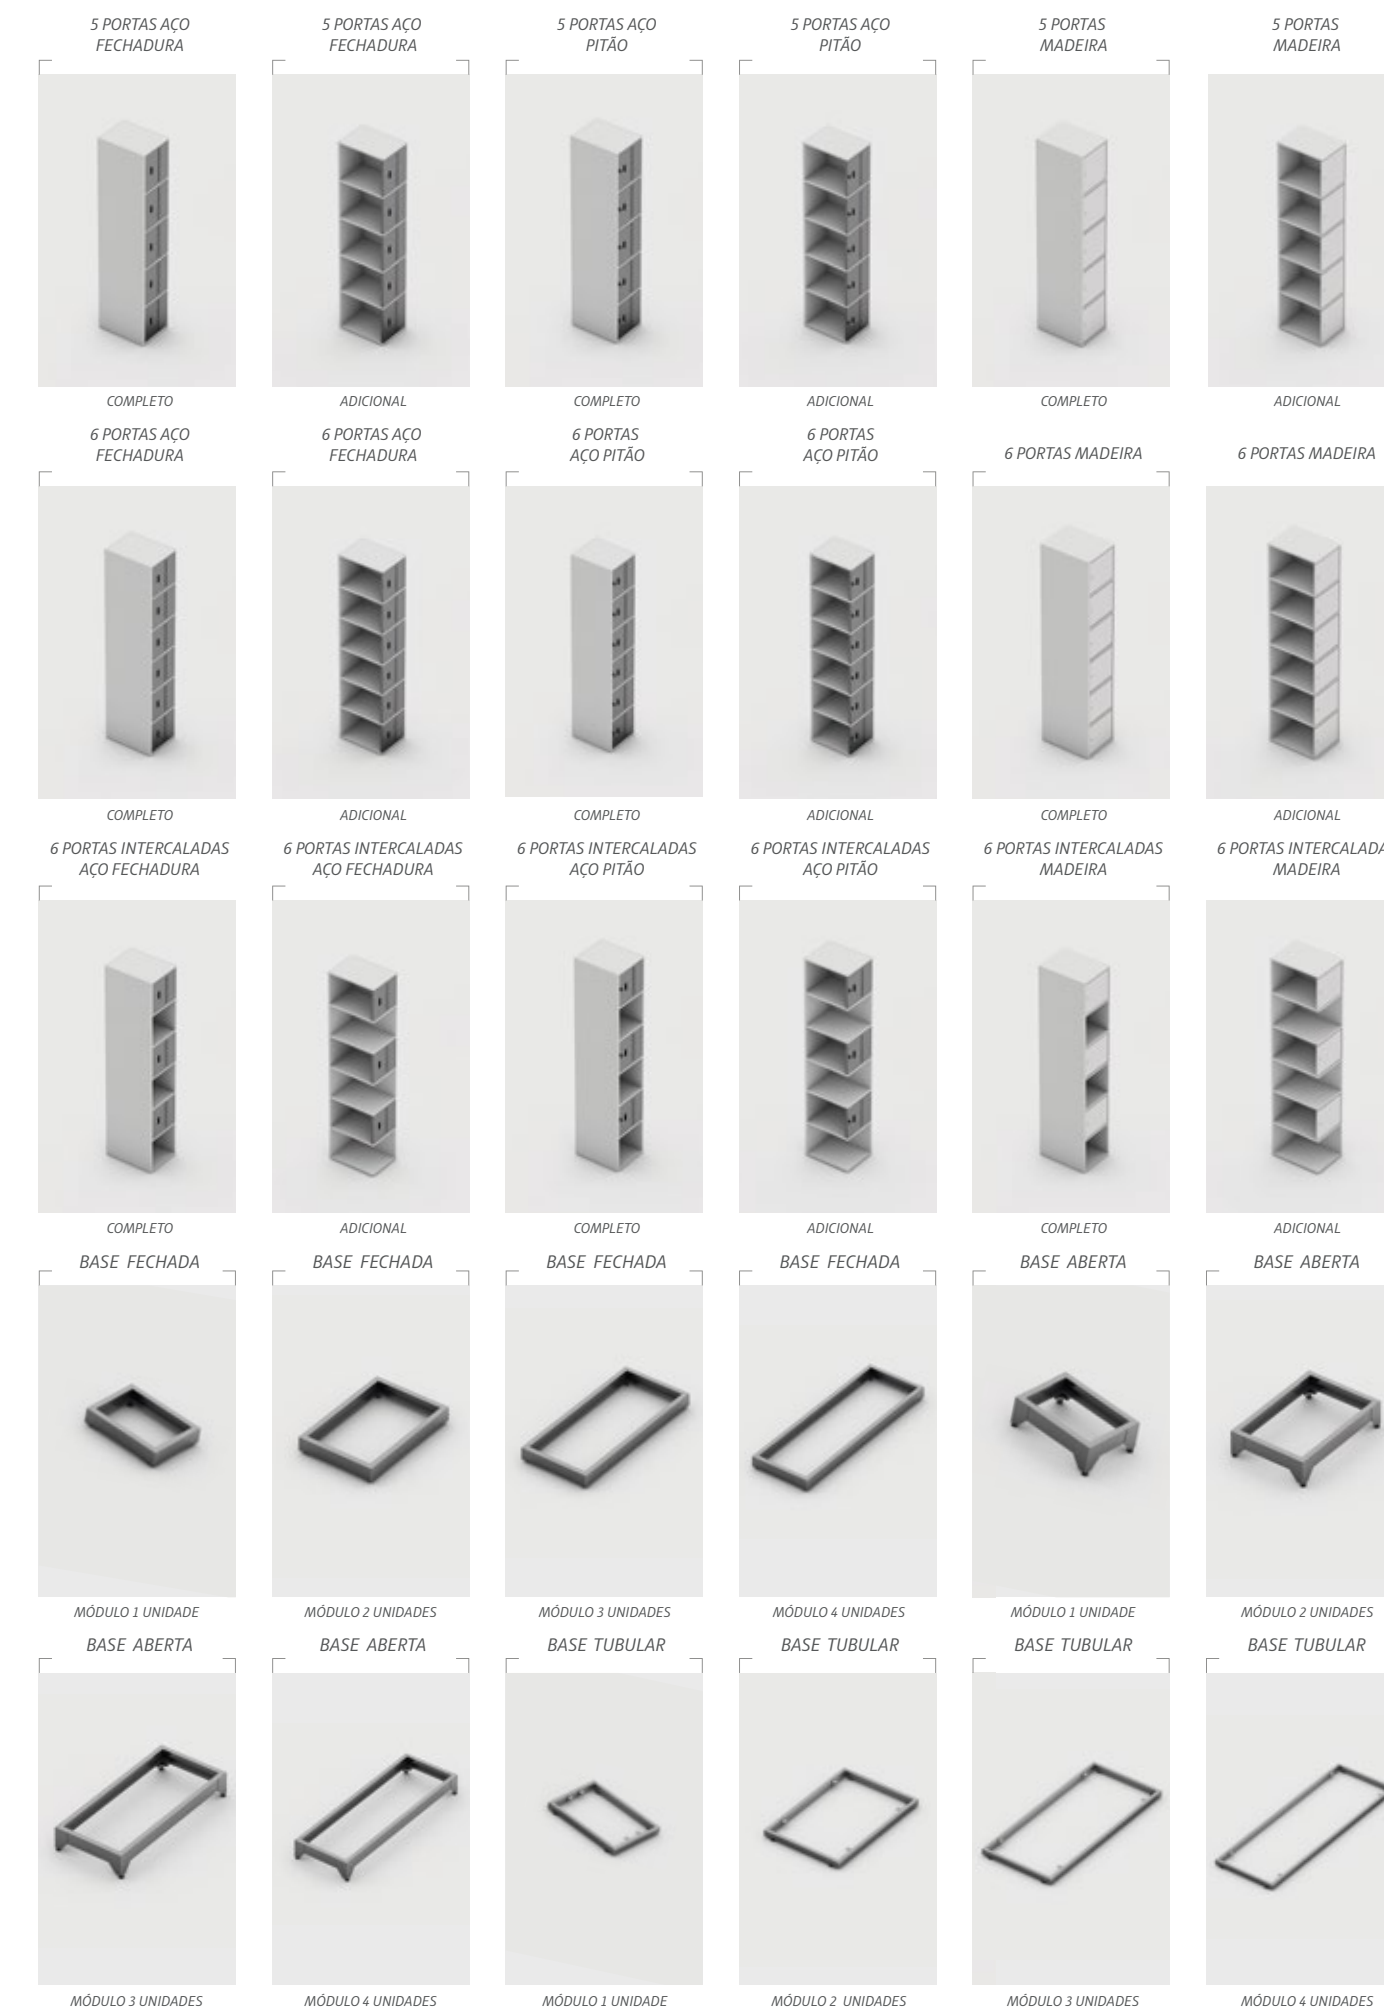 5 PORTAS AÇO
FECHADURA
5 PORTAS AÇO
FECHADURA
5 PORTAS AÇO
PITÃO
5 PORTAS AÇO
PITÃO
5 PORTAS
MADEIRA
5 PORTAS
MADEIRA
COMPLETO
ADICIONAL
COMPLETO
ADICIONAL
COMPLETO
ADICIONAL
6 PORTAS AÇO
FECHADURA
6 PORTAS AÇO
FECHADURA
6 PORTAS
AÇO PITÃO
6 PORTAS
AÇO PITÃO
6 PORTAS MADEIRA
6 PORTAS MADEIRA
COMPLETO
ADICIONAL
COMPLETO
ADICIONAL
COMPLETO
ADICIONAL
6 PORTAS INTERCALADAS
AÇO FECHADURA
6 PORTAS INTERCALADAS
AÇO FECHADURA
6 PORTAS INTERCALADAS
AÇO PITÃO
6 PORTAS INTERCALADAS
AÇO PITÃO
6 PORTAS INTERCALADAS
MADEIRA
6 PORTAS INTERCALADA
MADEIRA
COMPLETO
ADICIONAL
COMPLETO
ADICIONAL
COMPLETO
ADICIONAL
BASE FECHADA
BASE FECHADA
BASE FECHADA
BASE FECHADA
BASE ABERTA
BASE ABERTA
MÓDULO 1 UNIDADE
MÓDULO 2 UNIDADES
MÓDULO 3 UNIDADES
MÓDULO 4 UNIDADES
MÓDULO 1 UNIDADE
MÓDULO 2 UNIDADES
BASE ABERTA
BASE ABERTA
BASE TUBULAR
BASE TUBULAR
BASE TUBULAR
BASE TUBULAR
MÓDULO 3 UNIDADES
MÓDULO 4 UNIDADES
MÓDULO 1 UNIDADE
MÓDULO 2 UNIDADES
MÓDULO 3 UNIDADES
MÓDULO 4 UNIDADES